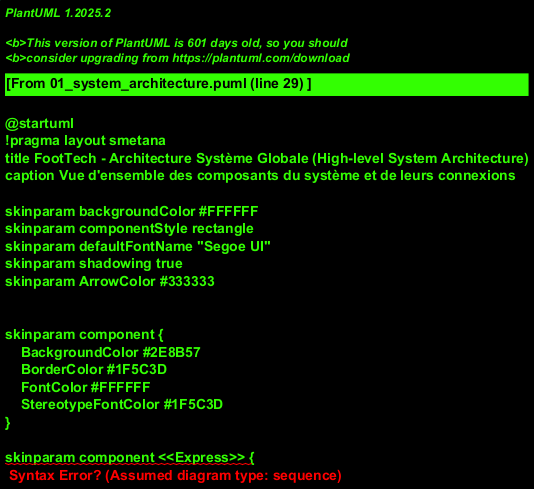 PlantUML 1.2025.2
<b>This version of PlantUML is 601 days old, so you should
<b>consider upgrading from https://plantuml.com/download
[From 01_system_architecture.puml (line 29) ]
@startuml
!pragma layout smetana
title FootTech - Architecture Système Globale (High-level System Architecture)
caption Vue d'ensemble des composants du système et de leurs connexions
skinparam backgroundColor #FFFFFF
skinparam componentStyle rectangle
skinparam defaultFontName "Segoe UI"
skinparam shadowing true
skinparam ArrowColor #333333
skinparam component {
BackgroundColor #2E8B57
BorderColor #1F5C3D
FontColor #FFFFFF
StereotypeFontColor #1F5C3D
}
skinparam component <<Express>> {
Syntax Error? (Assumed diagram type: sequence)